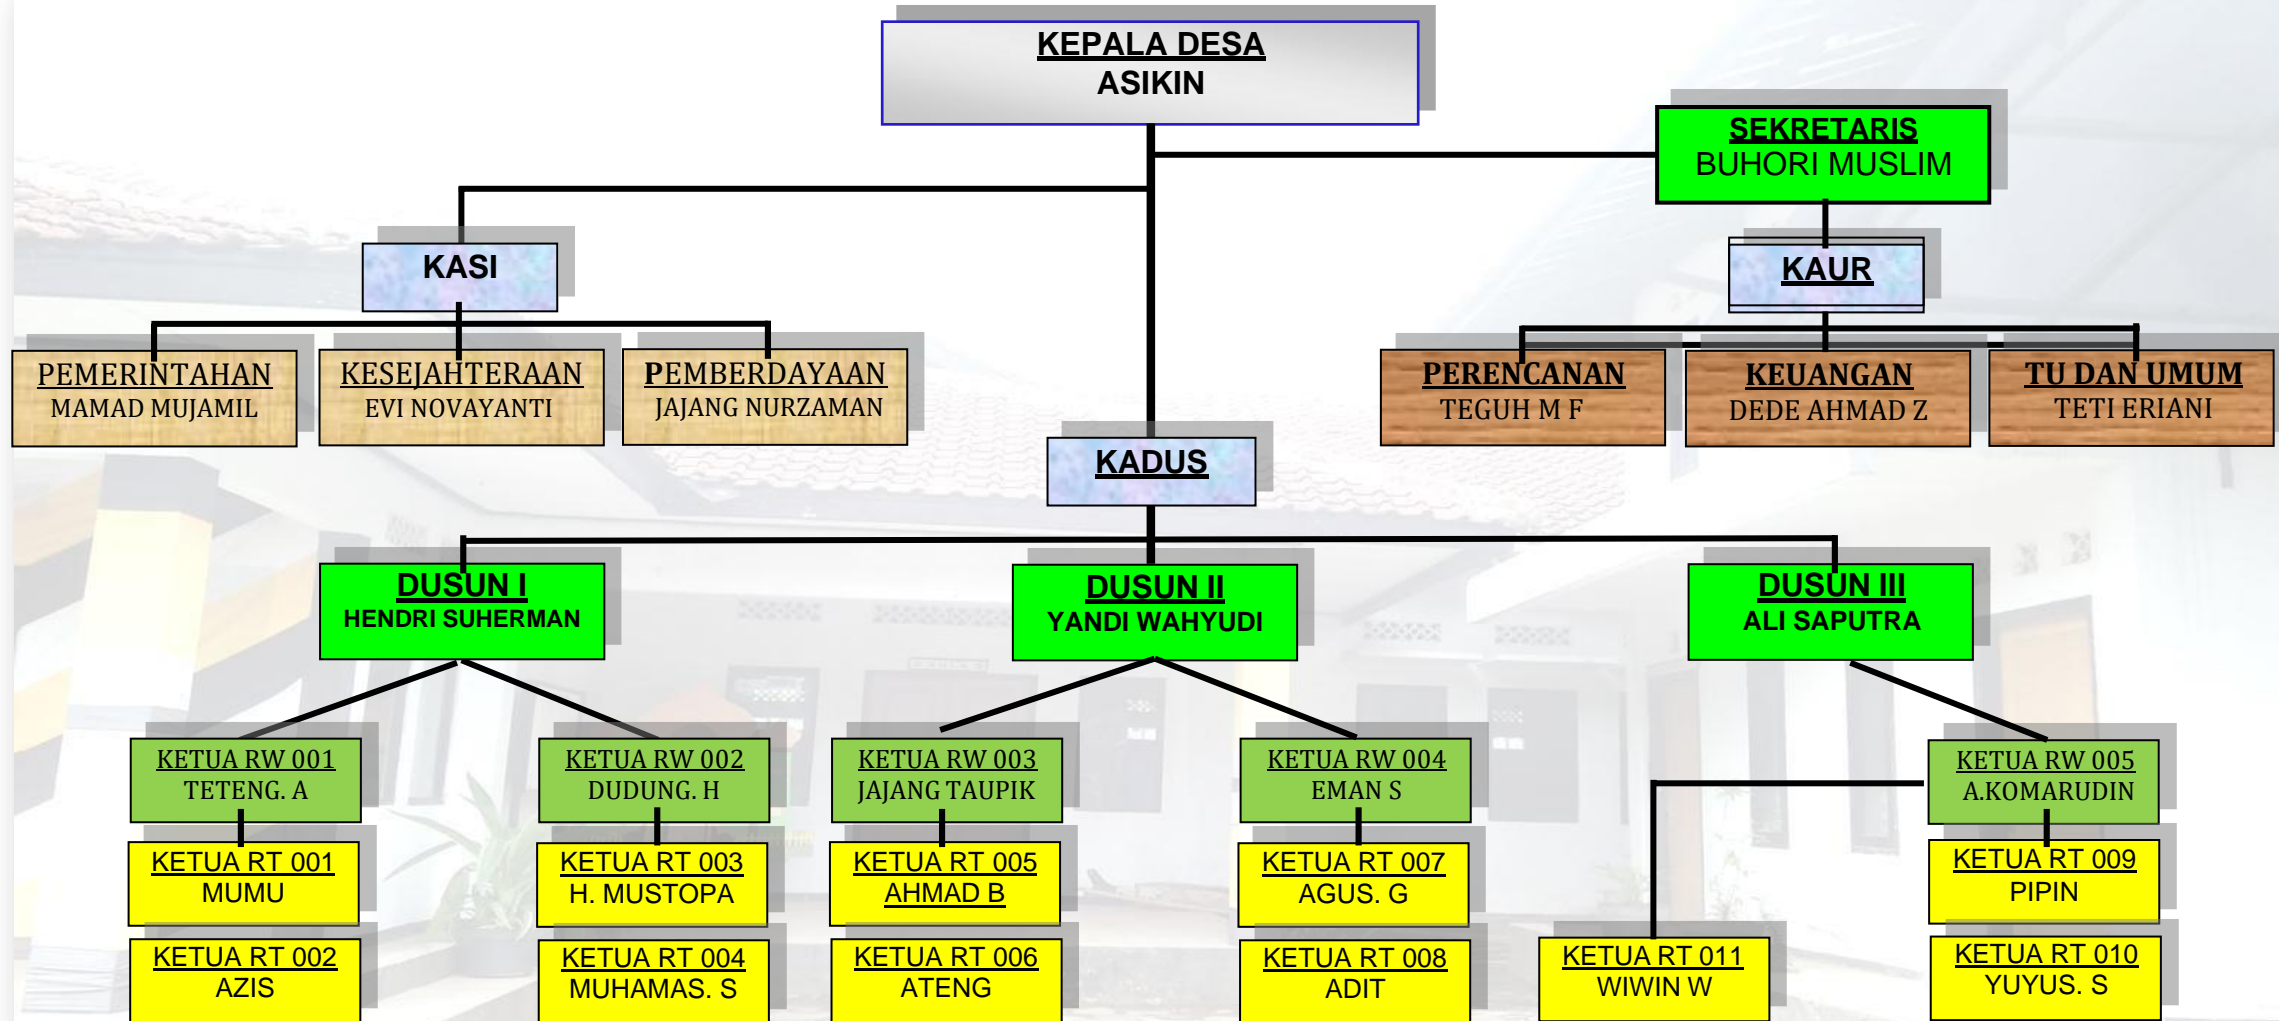 KEPALA DESA
ASIKIN
SEKRETARIS
BUHORI MUSLIM
KASI
KAUR
PEMERINTAHAN
MAMAD MUJAMIL
KESEJAHTERAAN
EVI NOVAYANTI
PEMBERDAYAAN
JAJANG NURZAMAN
PERENCANAN
TEGUH M F
KEUANGAN
DEDE AHMAD Z
TU DAN UMUM
TETI ERIANI
KADUS
DUSUN I
HENDRI SUHERMAN
DUSUN II
YANDI WAHYUDI
DUSUN III
ALI SAPUTRA
KETUA RW 001
TETENG. A
KETUA RW 002
DUDUNG. H
KETUA RW 003
JAJANG TAUPIK
KETUA RW 004
EMAN S
KETUA RW 005
A.KOMARUDIN
KETUA RT 001
MUMU
KETUA RT 003
H. MUSTOPA
KETUA RT 005
AHMAD B
KETUA RT 007
AGUS. G
KETUA RT 009
PIPIN
KETUA RT 002
AZIS
KETUA RT 004
MUHAMAS. S
KETUA RT 006
ATENG
KETUA RT 008
ADIT
KETUA RT 011
WIWIN W
KETUA RT 010
YUYUS. S